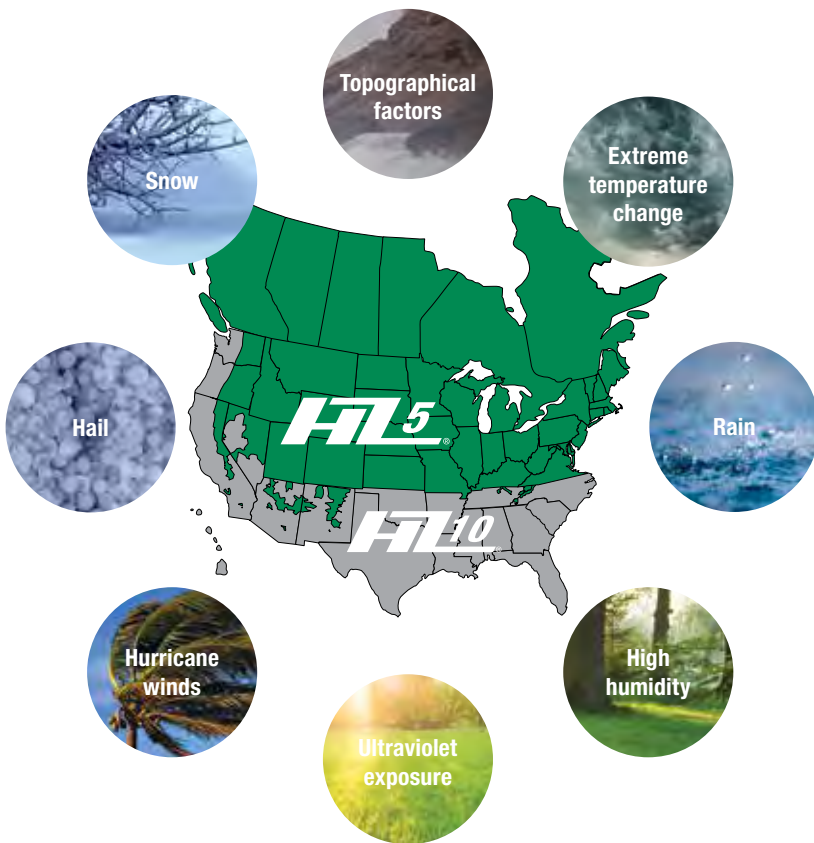 Topographical
factors
Snow
Extreme
temperature
change
HZ5®
Hail
Rain
HZ10®
Hurricane
winds
High
humidity
Ultraviolet
exposure